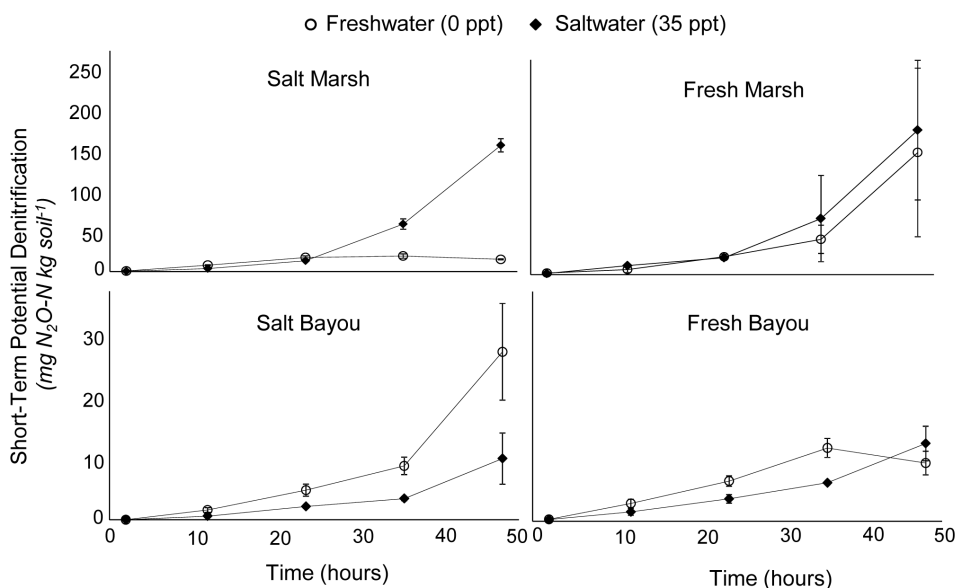 Freshwater (0 ppt) Saltwater (35 ppt)
Short-Term Potential Denitrification
(mg N₂O-N kg soil⁻¹)
Salt Marsh
250
200
150
100
50
0
Fresh Marsh
Salt Bayou
30
20
10
0
Fresh Bayou
0 10 20 30 40 50
0 10 20 30 40 50
Time (hours)
Time (hours)